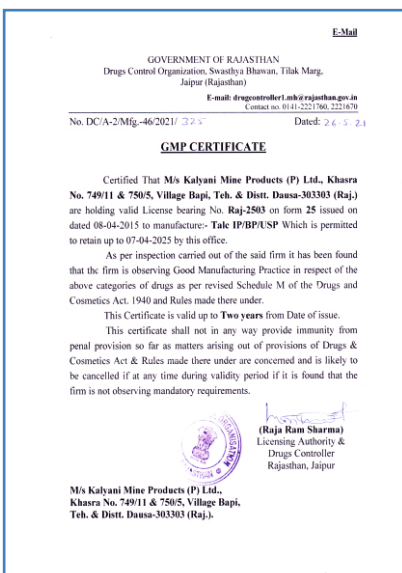 E-Mail
GOVERNMENT OF RAJASTHAN
Drugs Control Organization, Swasthya Bhawan, Tilak Marg,
Jaipur (Rajasthan)
E-mail: drugcontroller1.mh@rajasthan.gov.in
Contact no. 0141-2221760, 2221670
No. DC/A-2/Mfg.-46/2021/ 325 Dated: 26.5.21
GMP CERTIFICATE
Certified That M/s Kalyani Mine Products (P) Ltd., Khasra
No. 749/11 & 750/5, Village Bapi, Teh. & Distt. Dausa-303303 (Raj.)
are holding valid License bearing No. Raj-2503 on form 25 issued on
dated 08-04-2015 to manufacture:- Talc IP/BP/USP Which is permitted
to retain up to 07-04-2025 by this office.
As per inspection carried out of the said firm it has been found
that the firm is observing Good Manufacturing Practice in respect of the
above categories of drugs as per revised Schedule M of the Drugs and
Cosmetics Act. 1940 and Rules made there under.
This Certificate is valid up to Two years from Date of issue.
This certificate shall not in any way provide immunity from
penal provision so far as matters arising out of provisions of Drugs &
Cosmetics Act & Rules made there under are concerned and is likely to
be cancelled if at any time during validity period if it is found that the
firm is not observing mandatory requirements.
(Raja Ram Sharma)
Licensing Authority &
Drugs Controller
Rajasthan, Jaipur
M/s Kalyani Mine Products (P) Ltd.,
Khasra No. 749/11 & 750/5, Village Bapi,
Teh. & Distt. Dausa-303303 (Raj.).